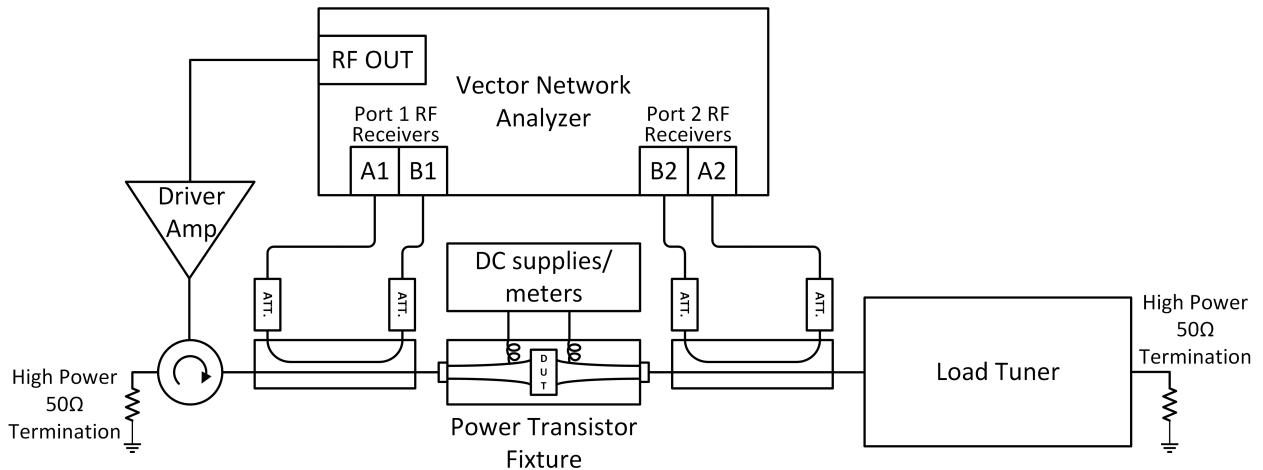 RF OUT
Vector Network
Analyzer
Port 1 RF
Receivers
Port 2 RF
Receivers
A1
B1
B2
A2
Driver
Amp
DC supplies/
meters
ATT.
ATT.
ATT.
ATT.
High Power
50Ω
Termination
DUT
Load Tuner
High Power
50Ω
Termination
Power Transistor
Fixture